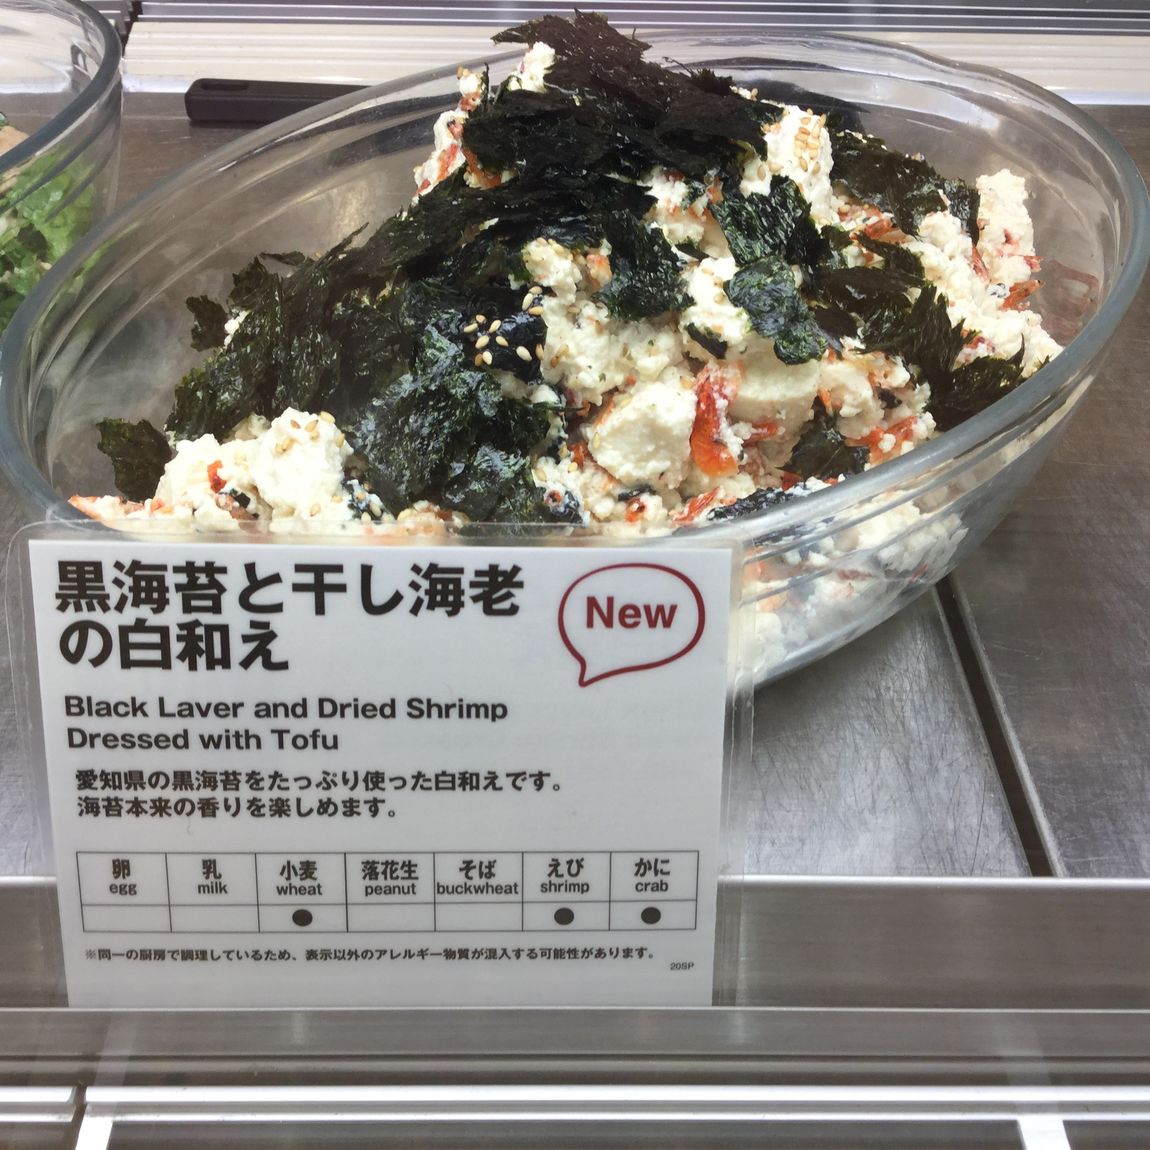 黒海苔と干し海老
の白和え
New
Black Laver and Dried Shrimp
Dressed with Tofu
愛知県の黒海苔をたっぷり使った白和えです。
海苔本来の香りを楽しめます。
卵 乳 小麦 落花生 そば えび かに
egg milk wheat peanut buckwheat shrimp crab
● ● ●
※同一の厨房で調理しているため、表示以外のアレルギー物質が混入する可能性があります。
20SP